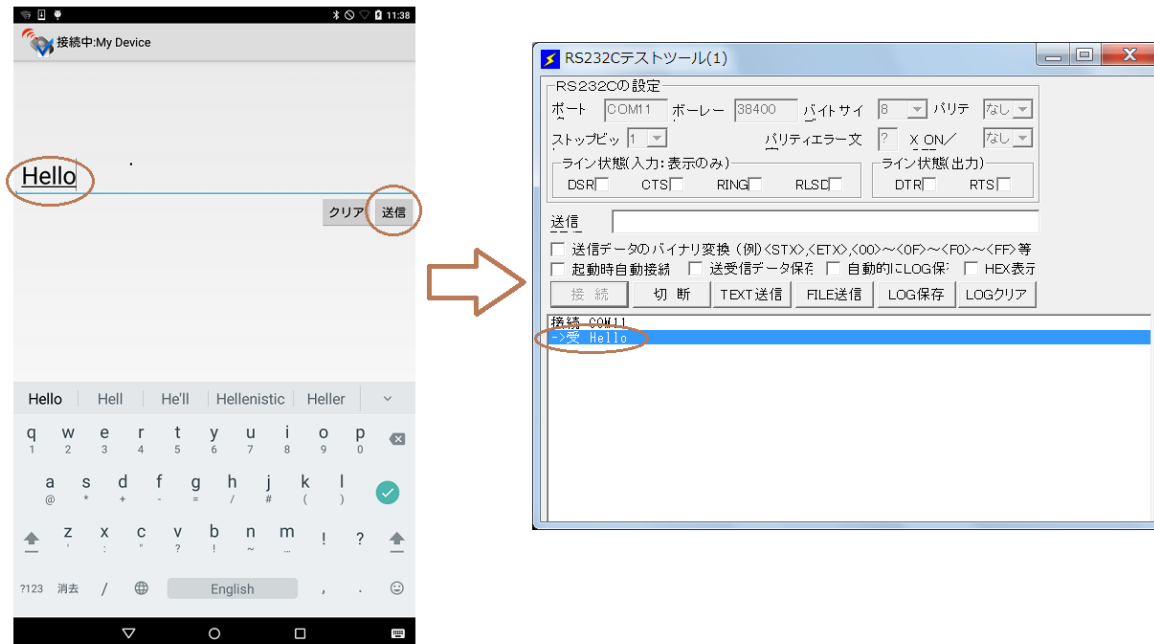 11:38
接続中:My Device
Hello
クリア 送信
Hello Hell He'll Hellenistic Heller
q w e r t y u i o p
1 2 3 4 5 6 7 8 9 0
a s d f g h j k l
@ * + - = / # ( )
z x c v b n m ! ?
' : " ? ! ~ …
?123 消去 / English , .
RS232Cテストツール(1)
RS232Cの設定
ポート COM11 ボーレー 38400 バイトサイ 8 パリテ なし
ストップビッ 1 パリティエラー文 ? X ON/ なし
ライン状態(入力:表示のみ) ライン状態(出力)
DSR CTS RING RLSD DTR RTS
送信
送信データのバイナリ変換 (例)<STX>,<ETX>,<00>～<0F>～<F0>～<FF>等
起動時自動接続 送受信データ保存 自動的にLOG保 HEX表示
接続 切断 TEXT送信 FILE送信 LOG保存 LOGクリア
接続 COM11
->受 Hello